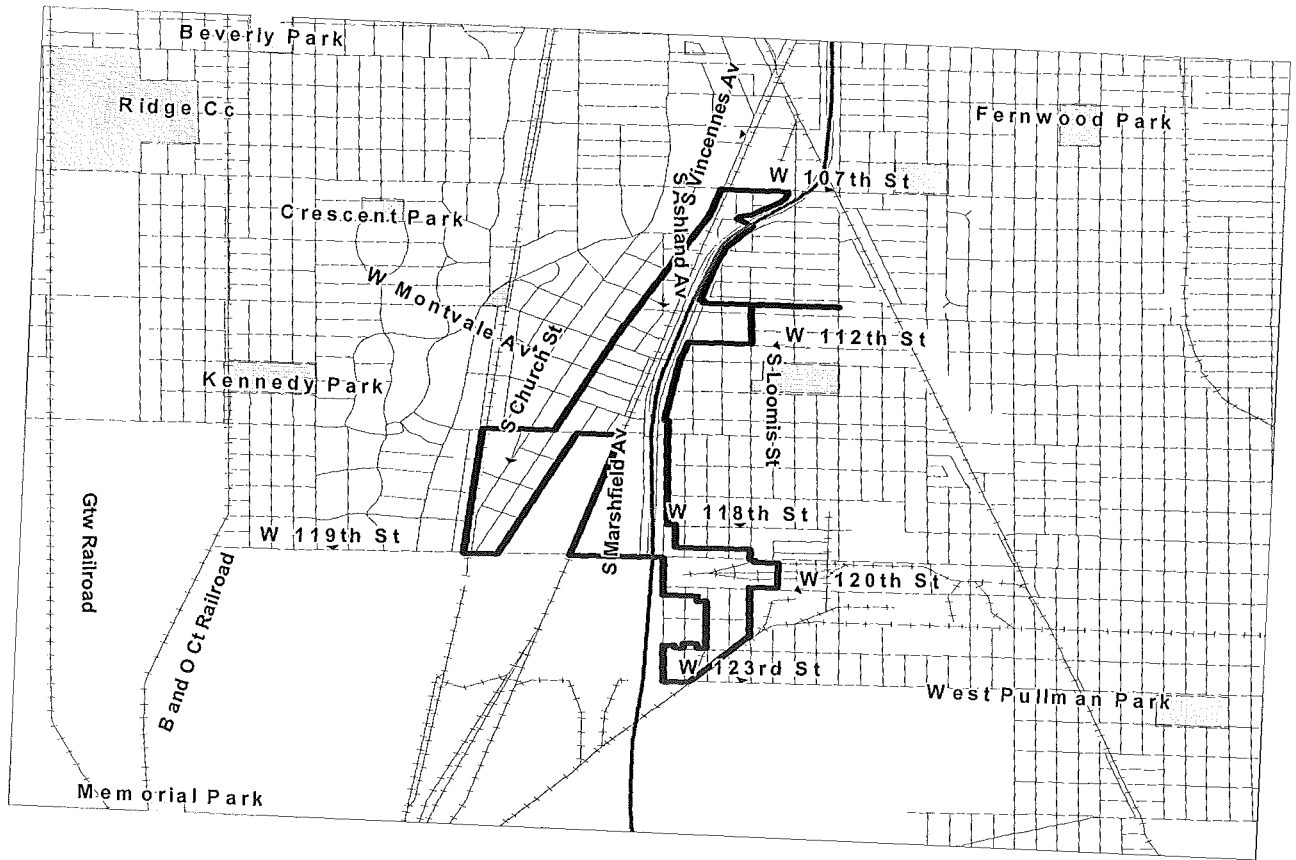 Beverly Park
Ridge Cc
Fernwood Park
S Vincennes Av
W 107th St
S Ashland Av
Crescent Park
W Montvale Av
W 112th St
S Church St
Kennedy Park
S Loomis St
S Marshfield Av
W 118th St
W 119th St
Gtw Railroad
B and O Ct Railroad
W 120th St
W 123rd St
West Pullman Park
Memorial Park